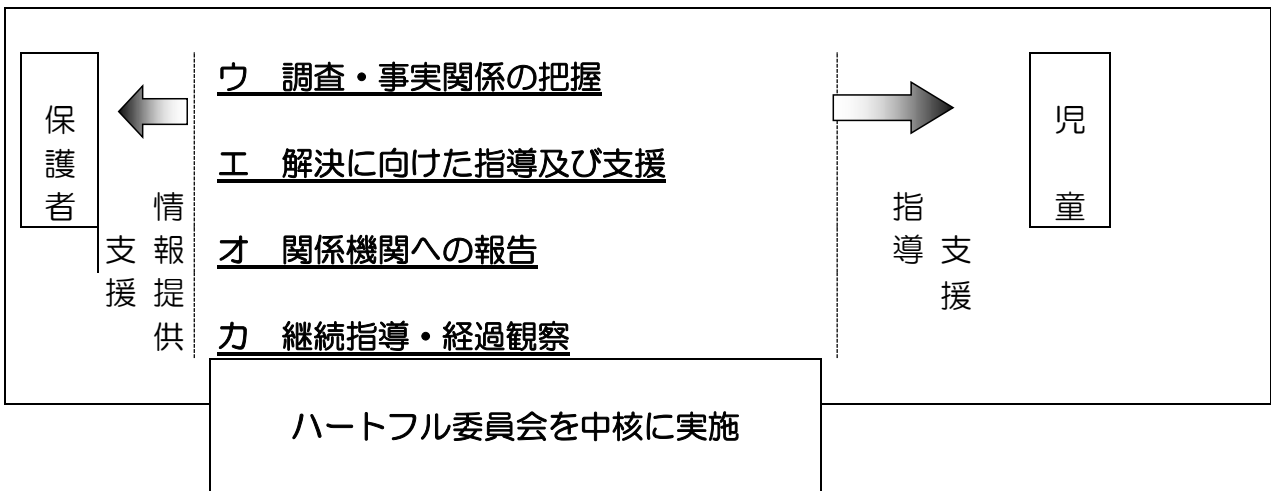 保護者
情報提供
支援
ウ　調査・事実関係の把握
エ　解決に向けた指導及び支援
オ　関係機関への報告
カ　継続指導・経過観察
指導
支援
児童
ハートフル委員会を中核に実施